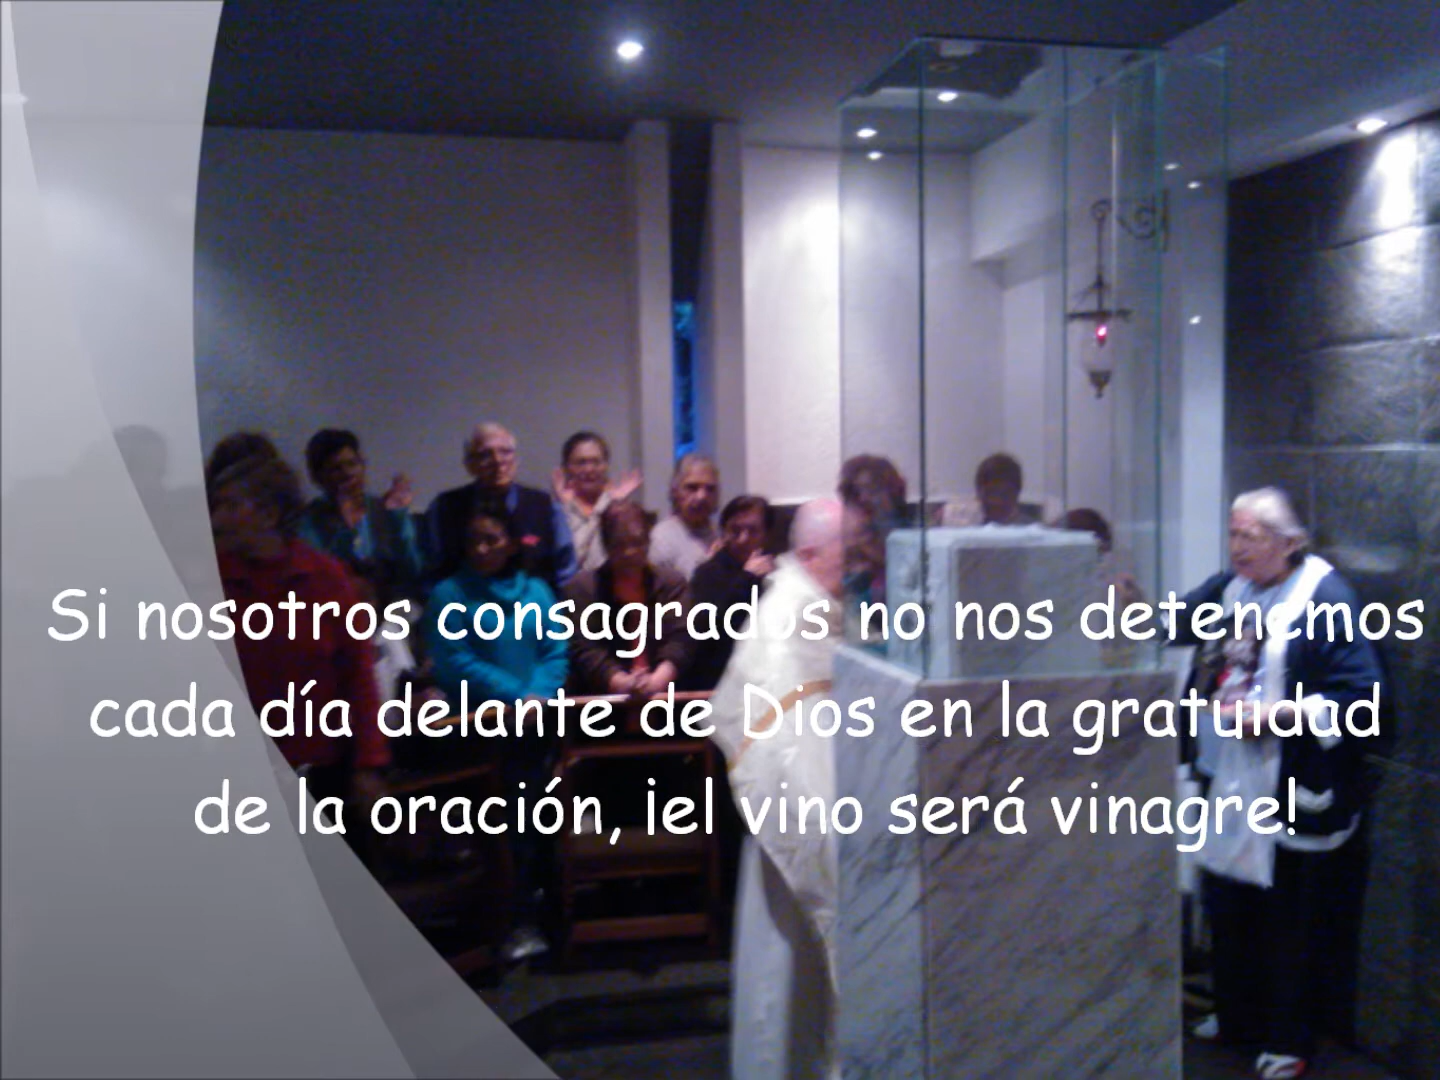 Si nosotros consagrados no nos detenemos
cada día delante de Dios en la gratuidad
de la oración, ¡el vino será vinagre!